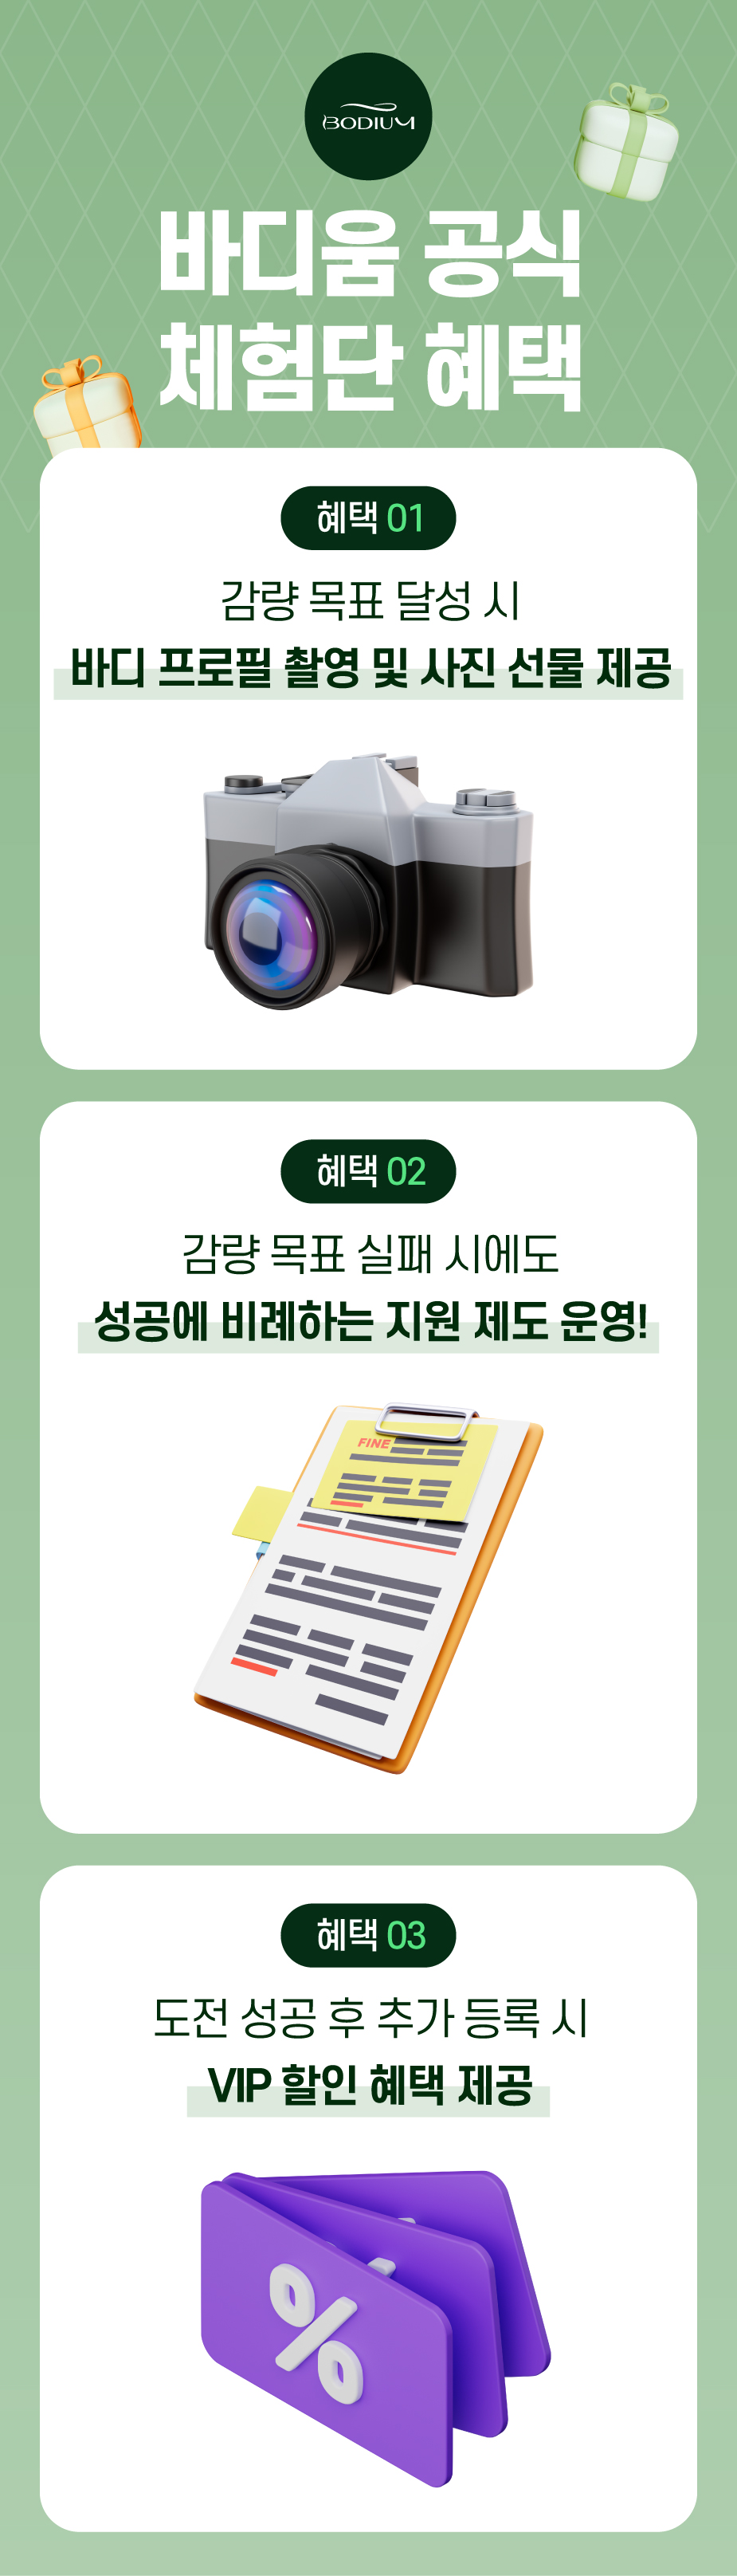 BODIUM
바디움 공식
체험단 혜택
혜택 01
감량 목표 달성 시
바디 프로필 촬영 및 사진 선물 제공
혜택 02
감량 목표 실패 시에도
성공에 비례하는 지원 제도 운영!
FINE
혜택 03
도전 성공 후 추가 등록 시
VIP 할인 혜택 제공
%